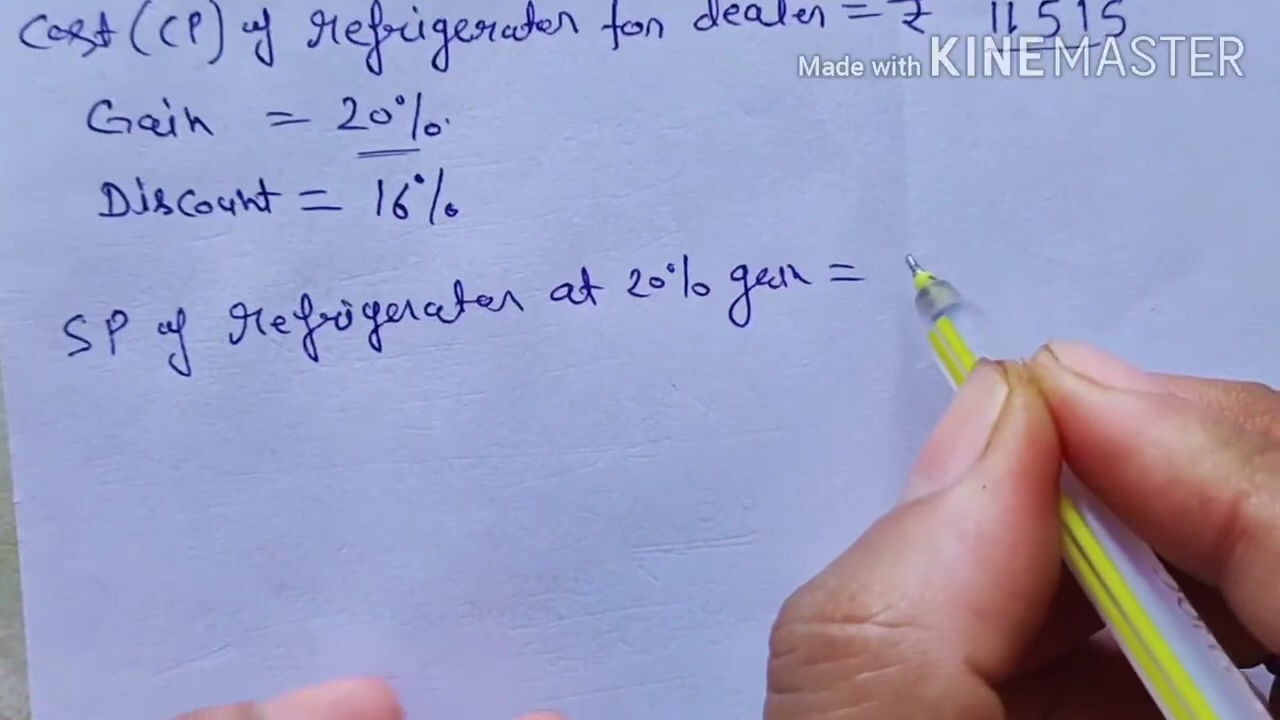 Cost (CP) of refrigerator for dealer = ₹ 11515
Made with KINEMASTER
Gain = 20%
Discount = 16%
SP of refrigerator at 20% gain =